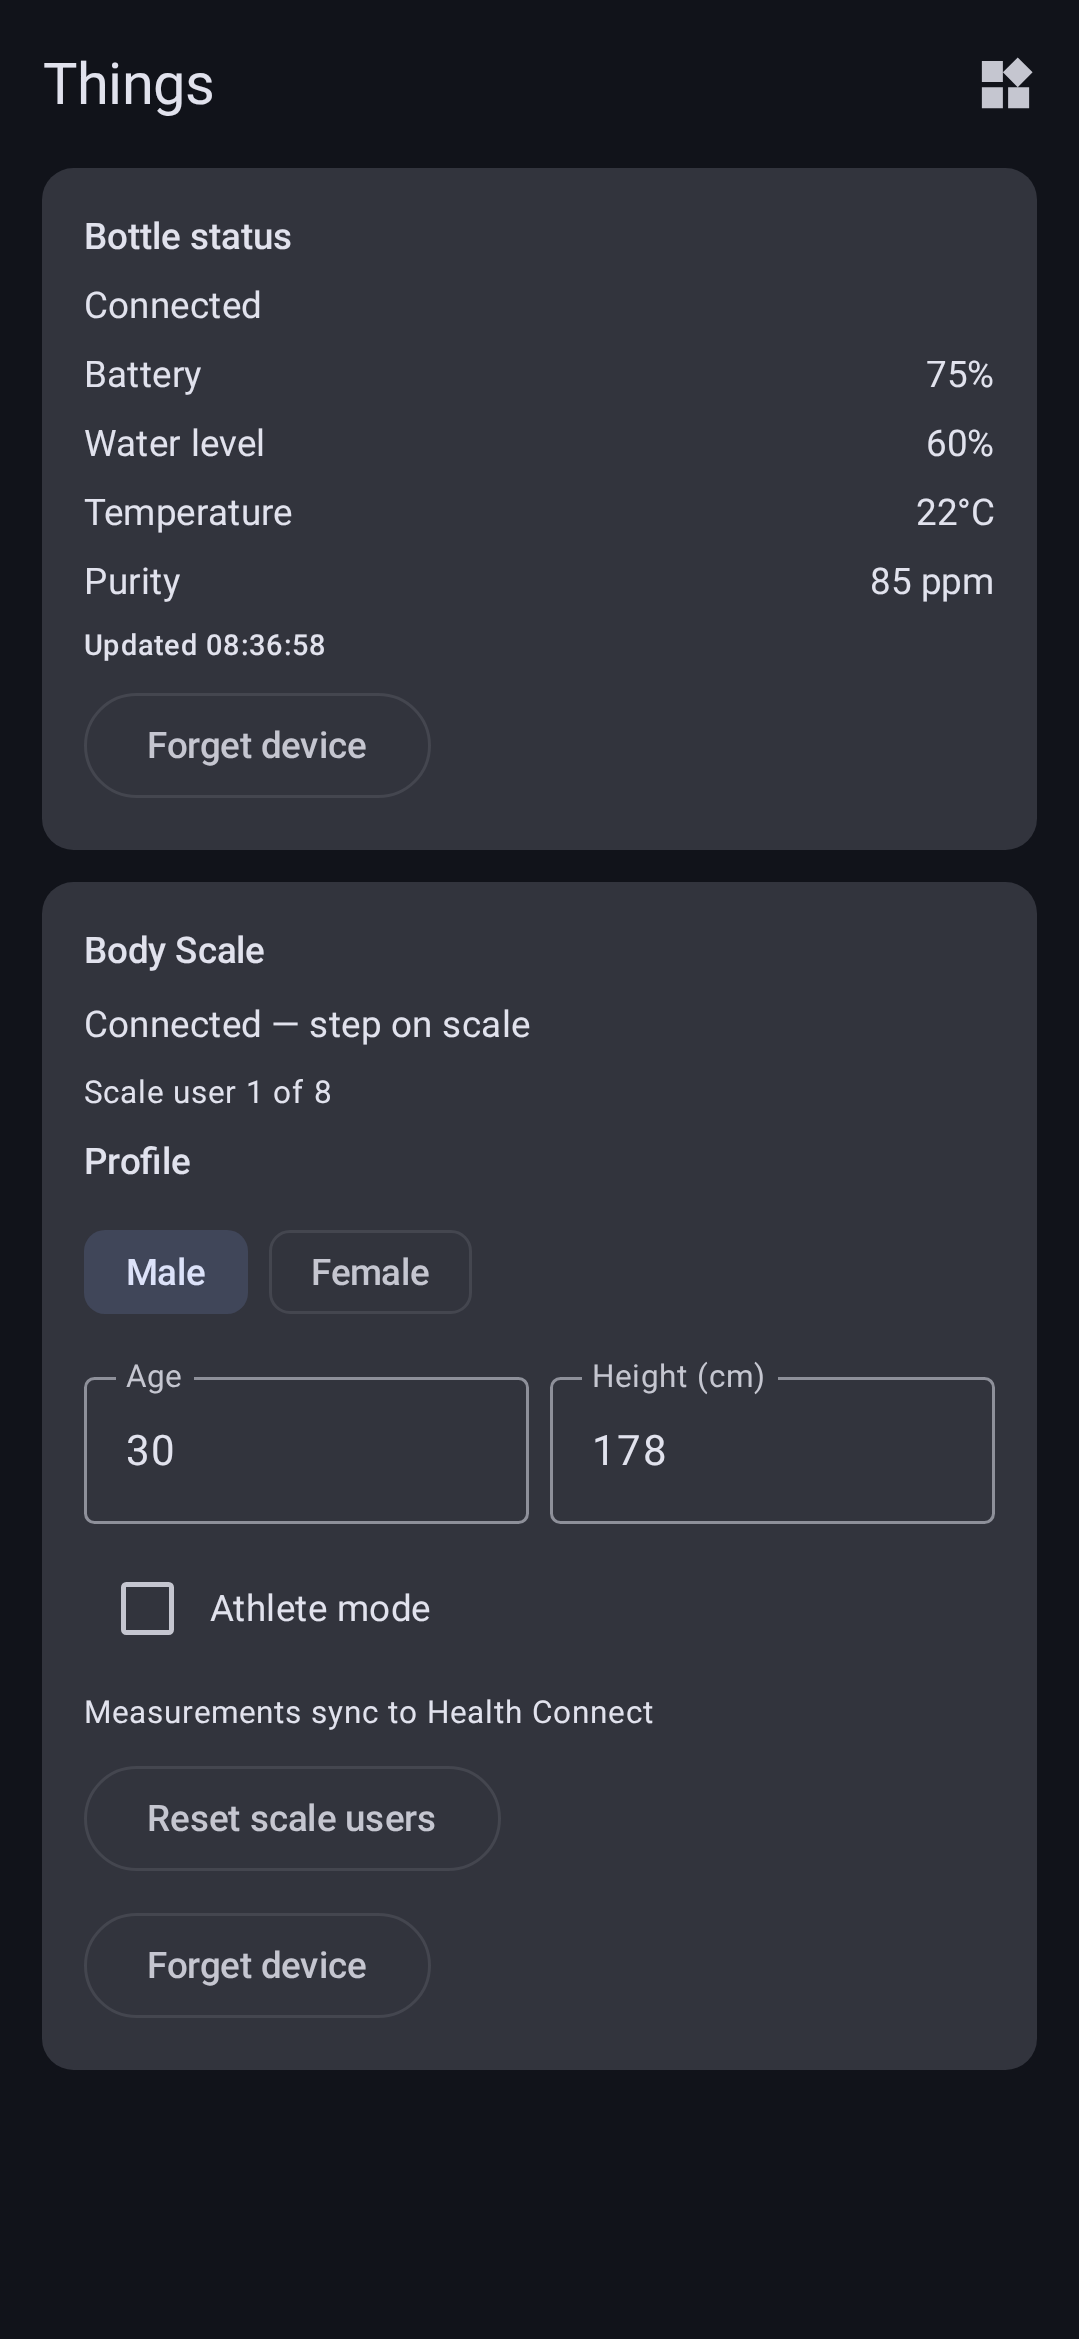 Things
Bottle status
Connected
Battery 75%
Water level 60%
Temperature 22°C
Purity 85 ppm
Updated 08:36:58
Forget device
Body Scale
Connected — step on scale
Scale user 1 of 8
Profile
Male Female
Age Height (cm)
30 178
Athlete mode
Measurements sync to Health Connect
Reset scale users
Forget device